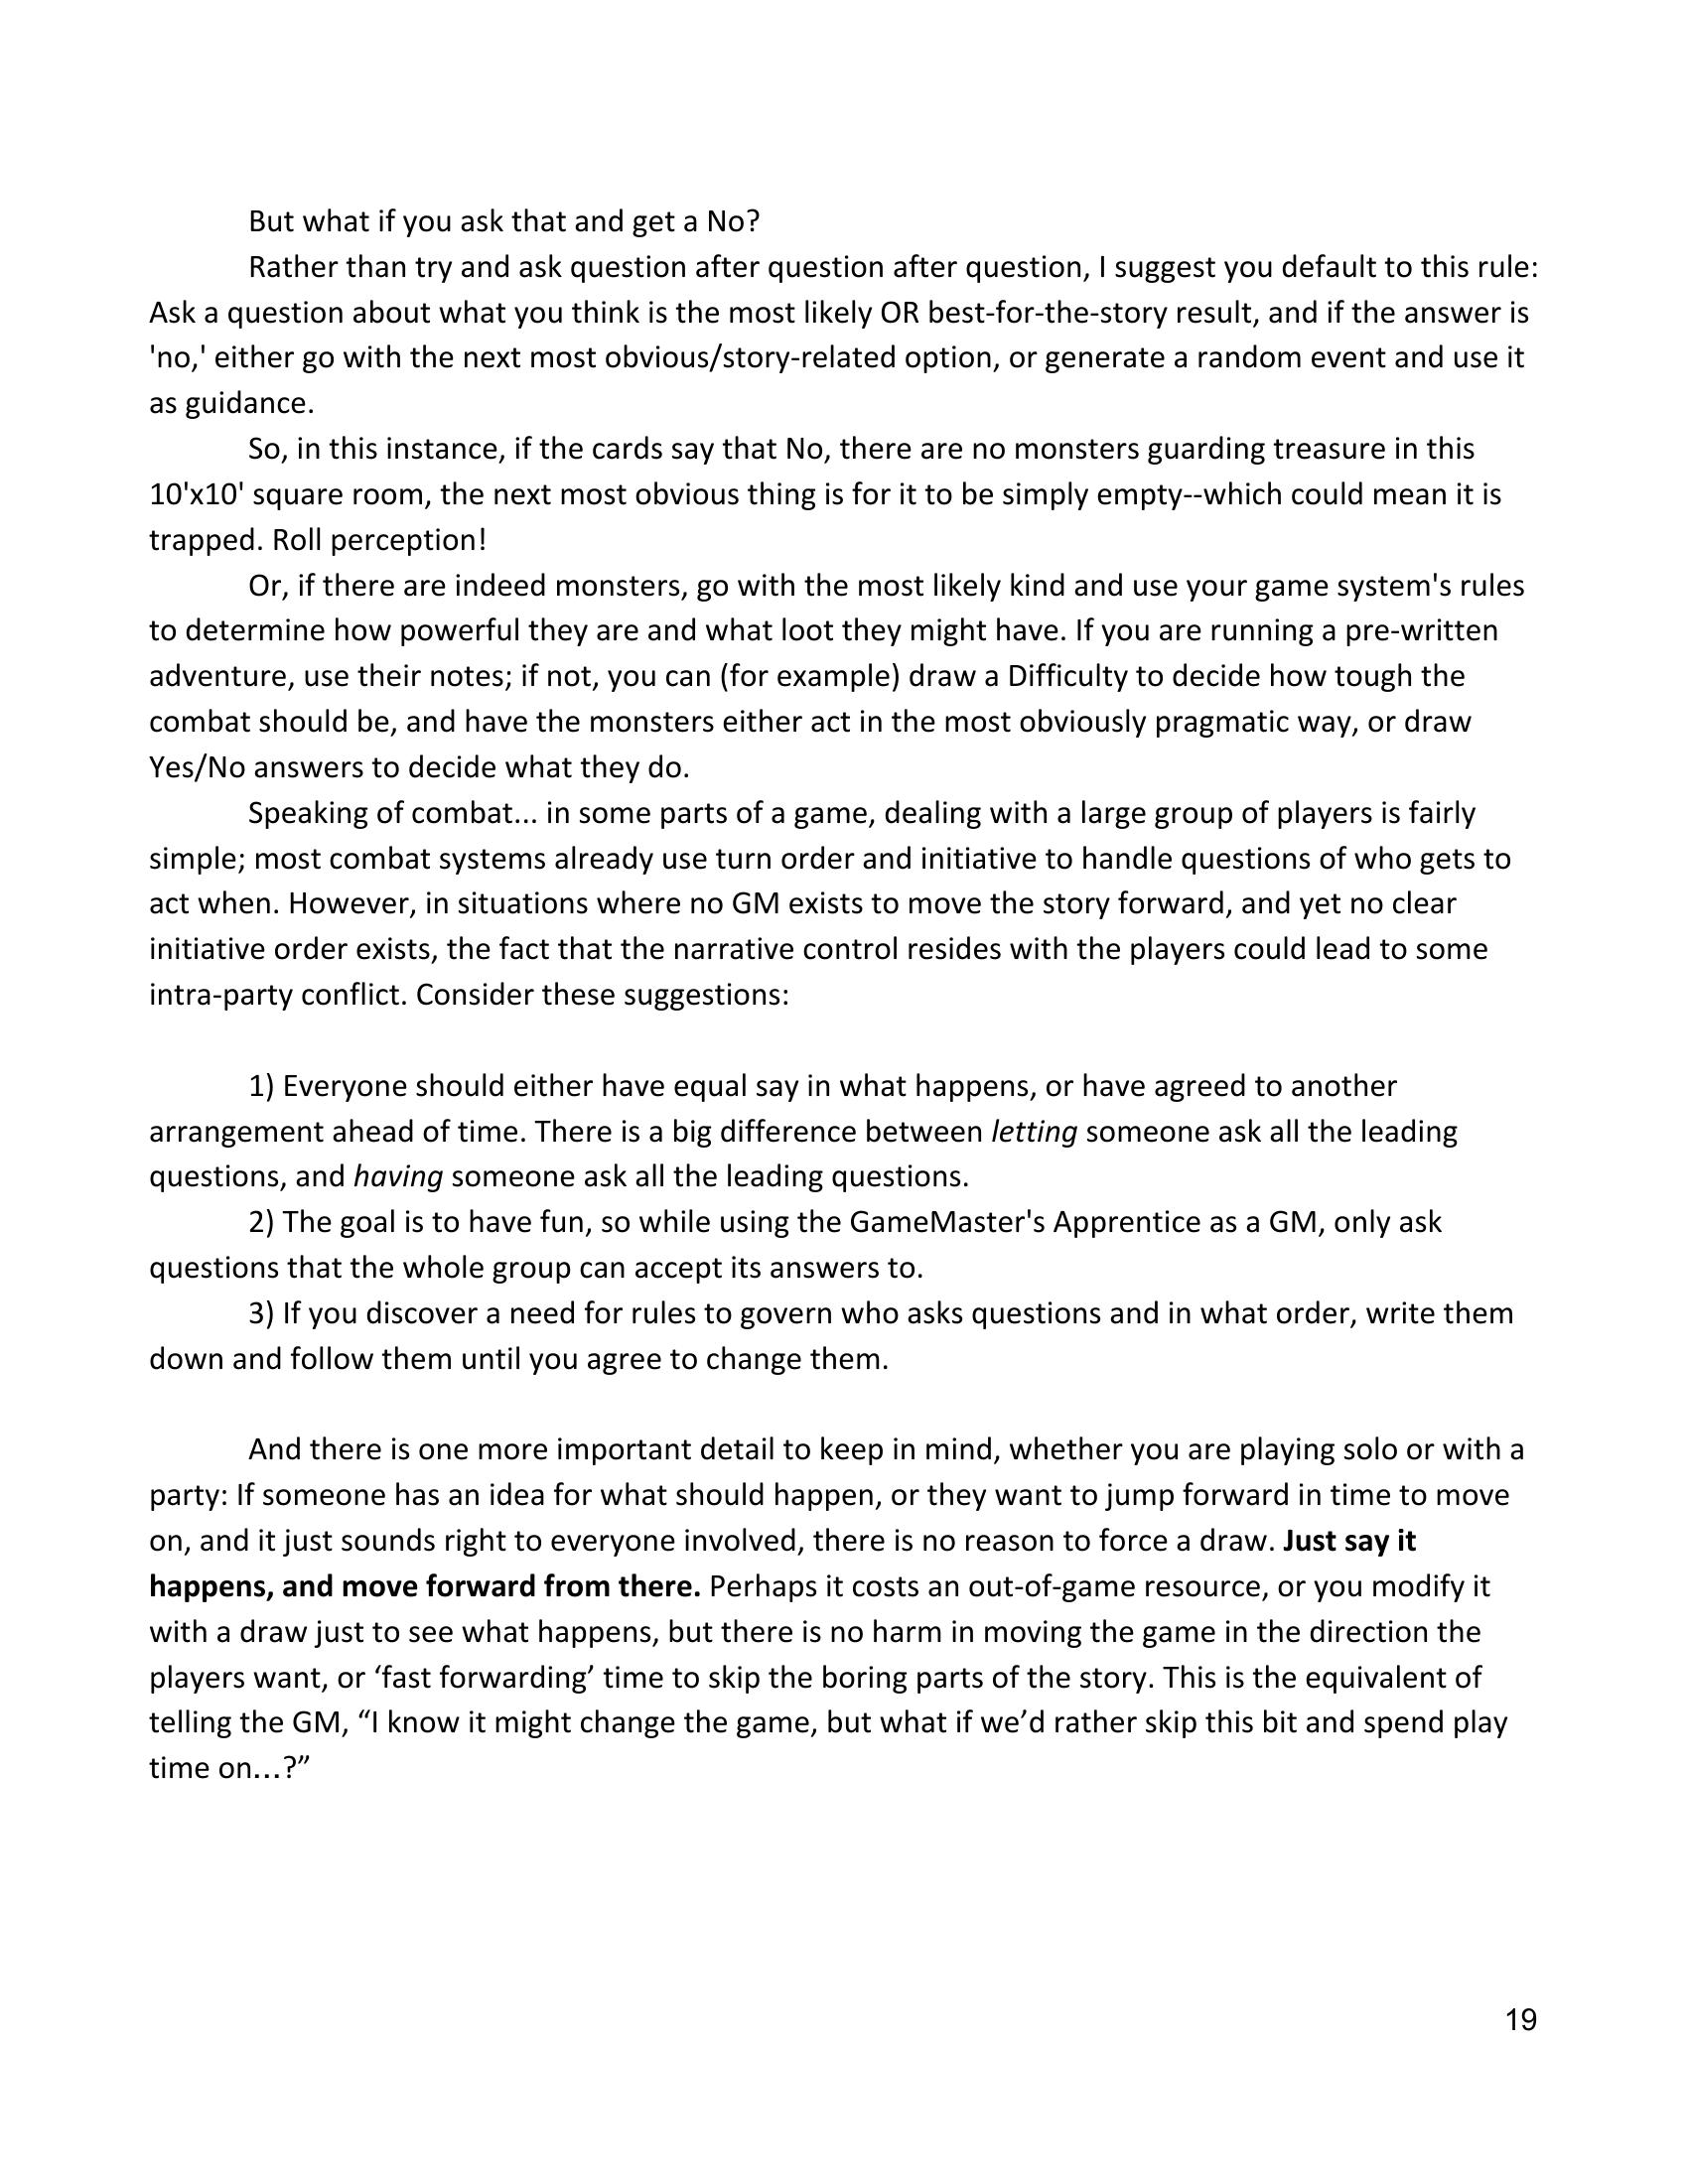 But what if you ask that and get a No?
Rather than try and ask question after question after question, I suggest you default to this rule:
Ask a question about what you think is the most likely OR best-for-the-story result, and if the answer is
'no,' either go with the next most obvious/story-related option, or generate a random event and use it
as guidance.
So, in this instance, if the cards say that No, there are no monsters guarding treasure in this
10'x10' square room, the next most obvious thing is for it to be simply empty--which could mean it is
trapped. Roll perception!
Or, if there are indeed monsters, go with the most likely kind and use your game system's rules
to determine how powerful they are and what loot they might have. If you are running a pre-written
adventure, use their notes; if not, you can (for example) draw a Difficulty to decide how tough the
combat should be, and have the monsters either act in the most obviously pragmatic way, or draw
Yes/No answers to decide what they do.
Speaking of combat... in some parts of a game, dealing with a large group of players is fairly
simple; most combat systems already use turn order and initiative to handle questions of who gets to
act when. However, in situations where no GM exists to move the story forward, and yet no clear
initiative order exists, the fact that the narrative control resides with the players could lead to some
intra-party conflict. Consider these suggestions:
1) Everyone should either have equal say in what happens, or have agreed to another
arrangement ahead of time. There is a big difference between letting someone ask all the leading
questions, and having someone ask all the leading questions.
2) The goal is to have fun, so while using the GameMaster's Apprentice as a GM, only ask
questions that the whole group can accept its answers to.
3) If you discover a need for rules to govern who asks questions and in what order, write them
down and follow them until you agree to change them.
And there is one more important detail to keep in mind, whether you are playing solo or with a
party: If someone has an idea for what should happen, or they want to jump forward in time to move
on, and it just sounds right to everyone involved, there is no reason to force a draw. Just say it
happens, and move forward from there. Perhaps it costs an out-of-game resource, or you modify it
with a draw just to see what happens, but there is no harm in moving the game in the direction the
players want, or ‘fast forwarding’ time to skip the boring parts of the story. This is the equivalent of
telling the GM, “I know it might change the game, but what if we’d rather skip this bit and spend play
time on…?”
19